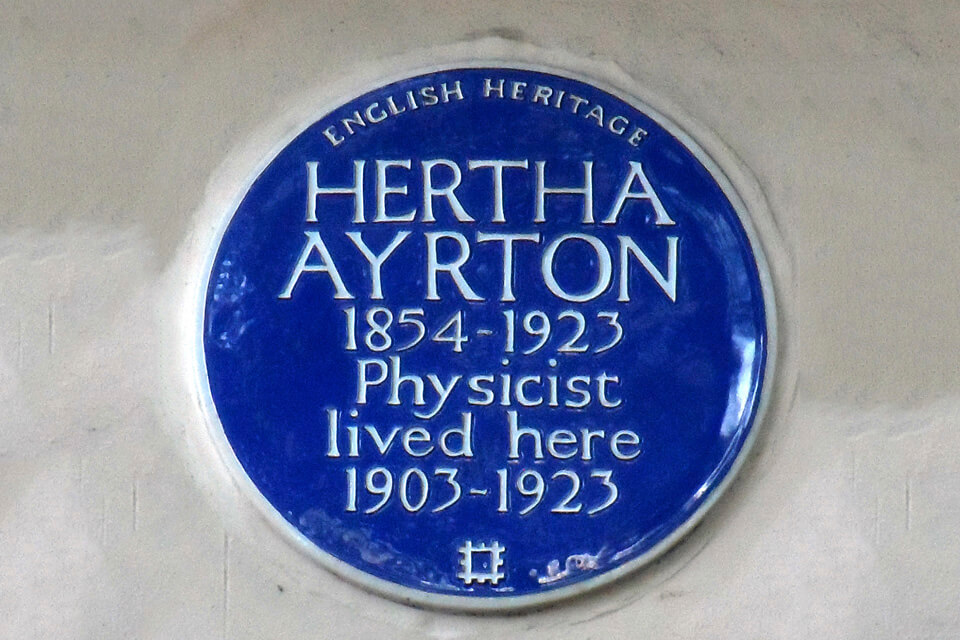 ENGLISH HERITAGE
HERTHA
AYRTON
1854-1923
Physicist
lived here
1903-1923